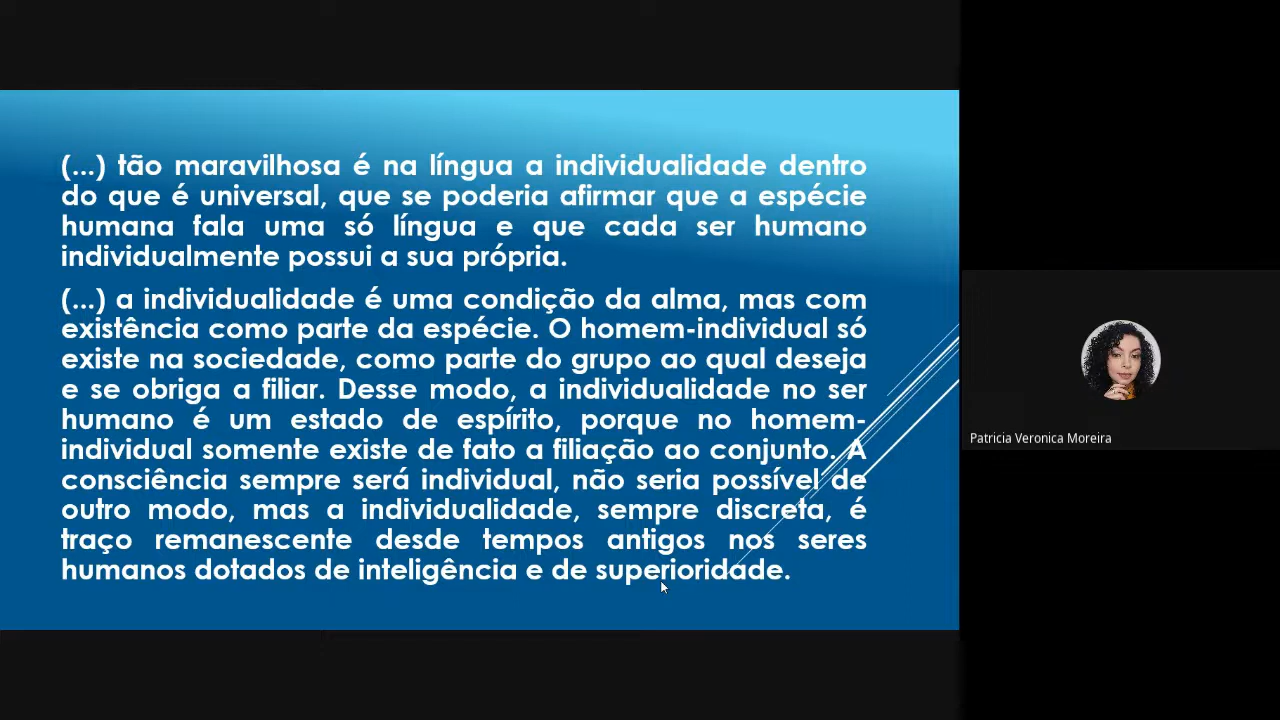 (...) tão maravilhosa é na língua a individualidade dentro
do que é universal, que se poderia afirmar que a espécie
humana fala uma só língua e que cada ser humano
individualmente possui a sua própria.
(...) a individualidade é uma condição da alma, mas com
existência como parte da espécie. O homem-individual só
existe na sociedade, como parte do grupo ao qual deseja
e se obriga a filiar. Desse modo, a individualidade no ser
humano é um estado de espírito, porque no homem-
individual somente existe de fato a filiação ao conjunto. A
consciência sempre será individual, não seria possível de
outro modo, mas a individualidade, sempre discreta, é
traço remanescente desde tempos antigos nos seres
humanos dotados de inteligência e de superioridade.
Patricia Veronica Moreira